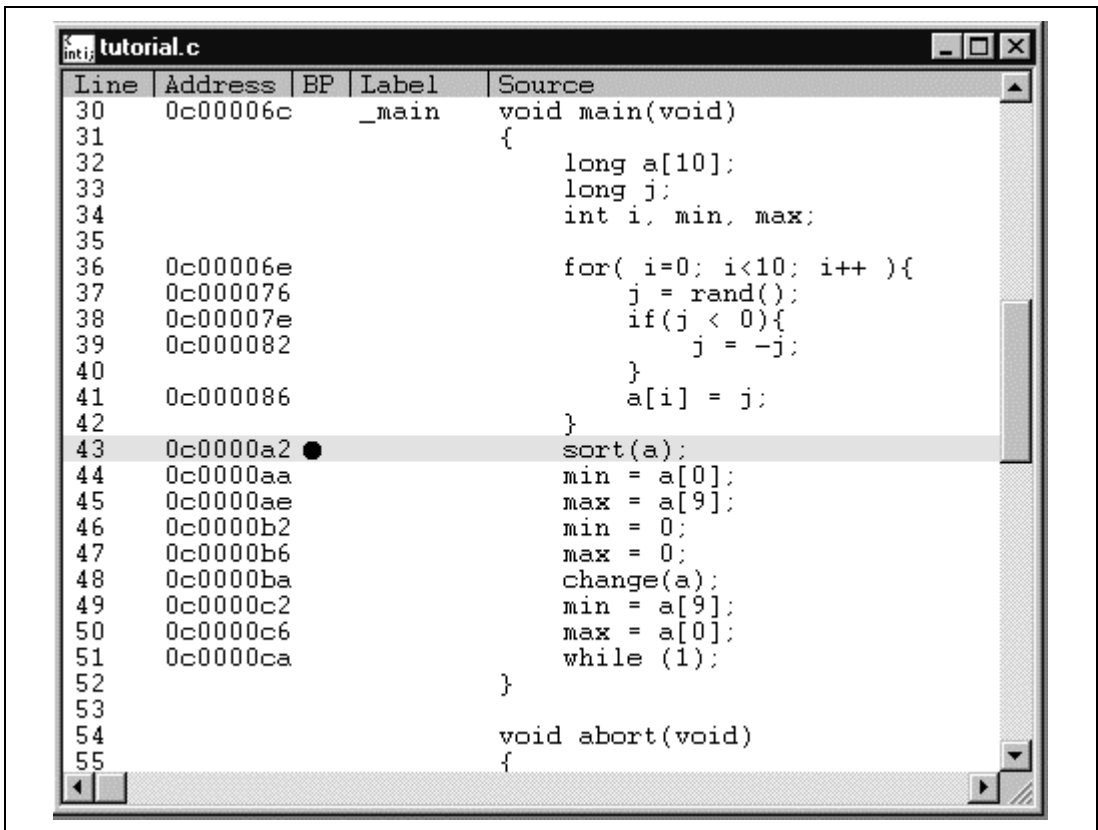 tutorial.c
Line Address BP Label Source
30 0c00006c _main void main(void)
31 {
32 long a[10];
33 long j;
34 int i, min, max;
35
36 0c00006e for( i=0; i<10; i++ ){
37 0c000076 j = rand();
38 0c00007e if(j < 0){
39 0c000082 j = -j;
40 }
41 0c000086 a[i] = j;
42 }
43 0c0000a2 ● sort(a);
44 0c0000aa min = a[0];
45 0c0000ae max = a[9];
46 0c0000b2 min = 0;
47 0c0000b6 max = 0;
48 0c0000ba change(a);
49 0c0000c2 min = a[9];
50 0c0000c6 max = a[0];
51 0c0000ca while (1);
52 }
53
54 void abort(void)
55 {